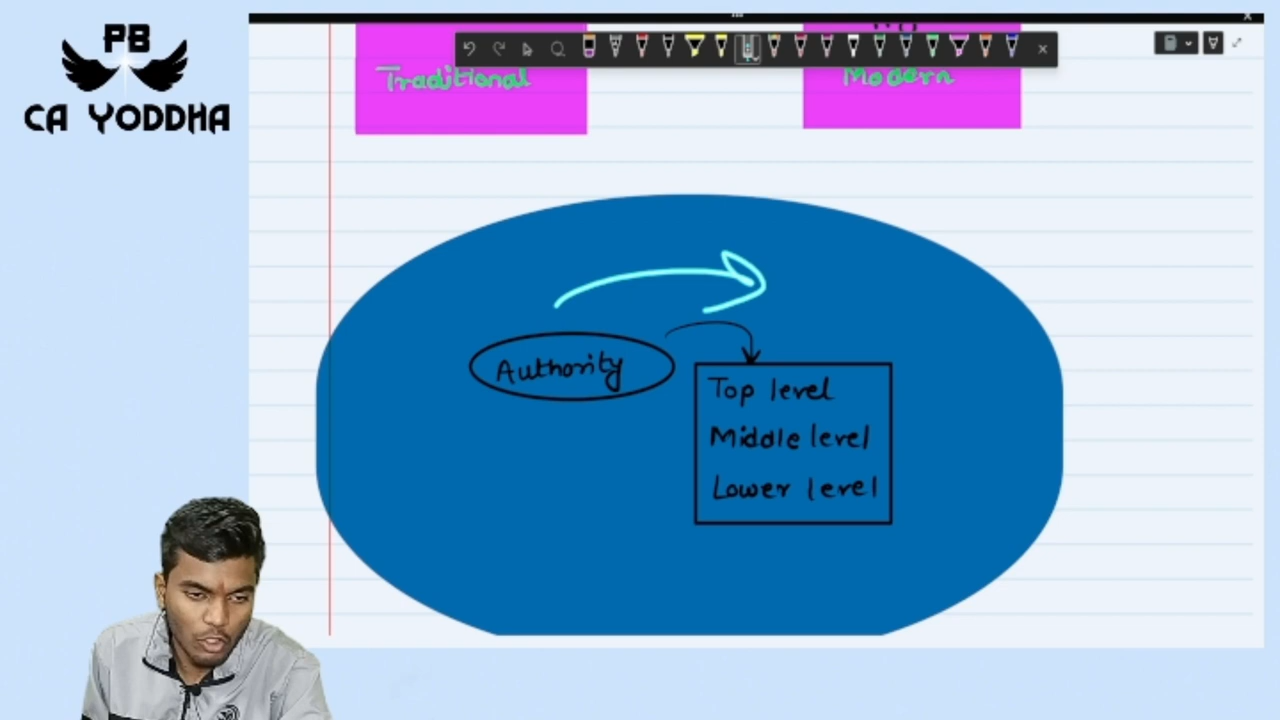 PB
CA YODDHA
Traditional
Modern
Authority
Top level
Middle level
Lower level